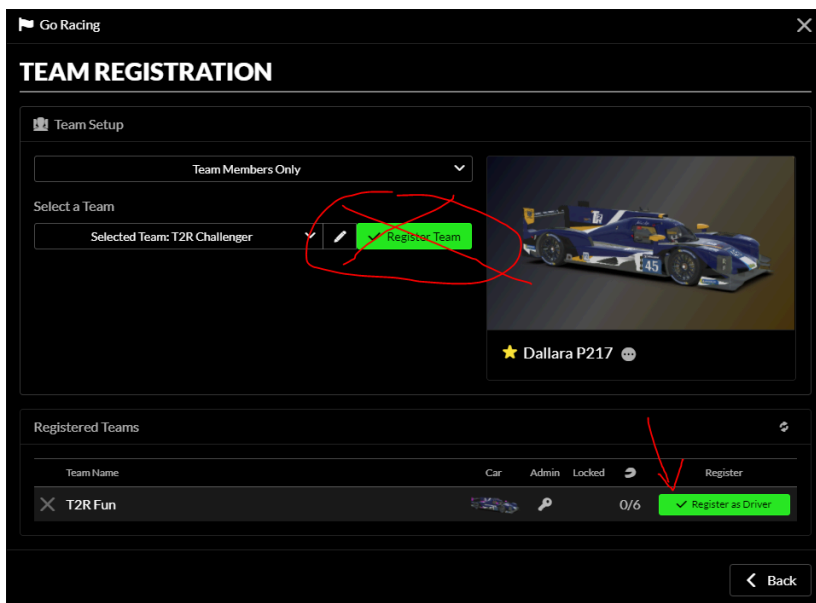 Go Racing
TEAM REGISTRATION
Team Setup
Team Members Only
Select a Team
Selected Team: T2R Challenger
Register Team
45
Dallara P217
Registered Teams
Team Name Car Admin Locked Register
T2R Fun 0/6 Register as Driver
Back